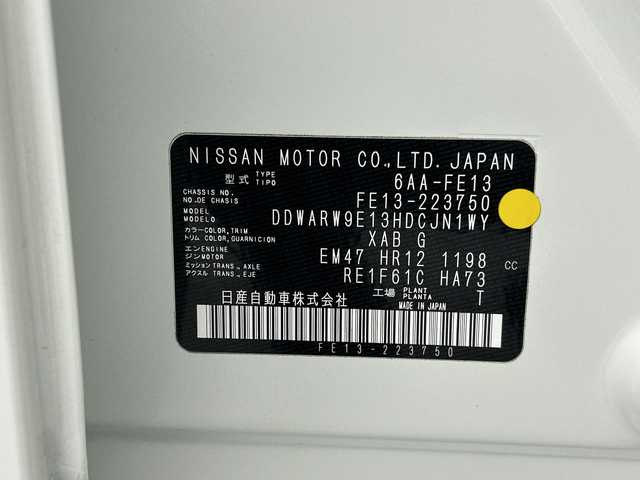 NISSAN MOTOR CO.,LTD. JAPAN
型式 TYPE TIPO 6AA-FE13
CHASSIS NO. NO.DE CHASIS FE13-223750
MODEL MODELO DDWARW9E13HDCJN1WY
カラー COLOR,TRIM トリム COLOR,GUARNICION XAB G
エンジン ENGINE MOTOR EM47 HR12 1198 CC
ミッション TRANS., AXLE アクスル TRANS., EJE RE1F61C HA73
工場 PLANT PLANTA T
日産自動車株式会社 MADE IN JAPAN
FE13-223750